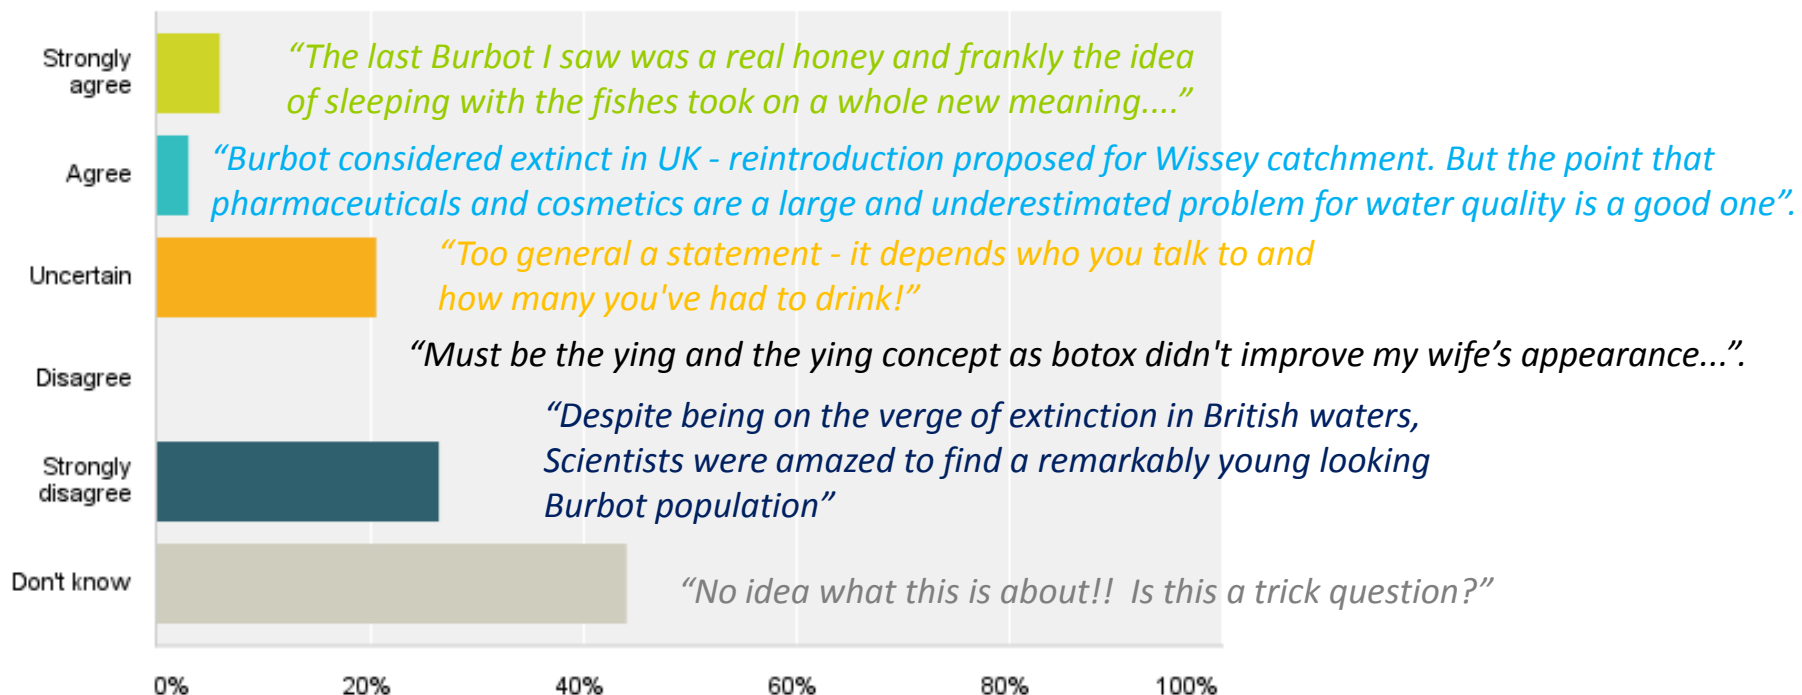 Strongly
agree
“The last Burbot I saw was a real honey and frankly the idea
of sleeping with the fishes took on a whole new meaning....”
Agree
“Burbot considered extinct in UK - reintroduction proposed for Wissey catchment. But the point that
pharmaceuticals and cosmetics are a large and underestimated problem for water quality is a good one”.
Uncertain
“Too general a statement - it depends who you talk to and
how many you've had to drink!”
Disagree
“Must be the ying and the ying concept as botox didn't improve my wife’s appearance...”.
Strongly
disagree
“Despite being on the verge of extinction in British waters,
Scientists were amazed to find a remarkably young looking
Burbot population”
Don't know
“No idea what this is about!!  Is this a trick question?”
0% 20% 40% 60% 80% 100%